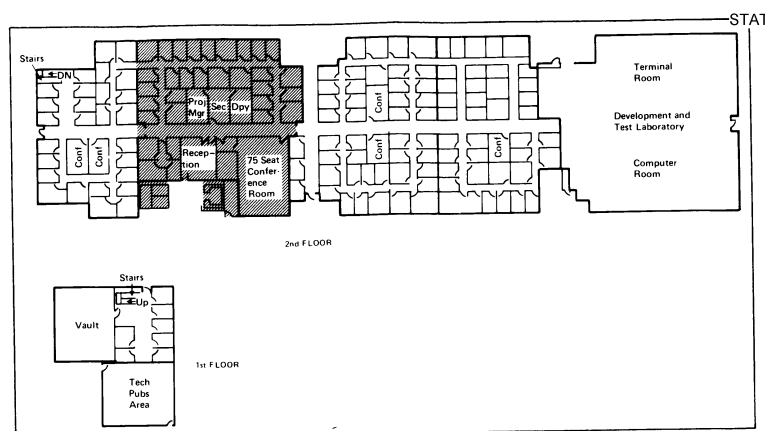 STAT
Stairs
DN
Proj
Mgr
Sec
Dpy
Conf
Terminal
Room
Development and
Test Laboratory
Computer
Room
Conf
Conf
Recep-
tion
75 Seat
Confer-
ence
Room
Conf
Conf
2nd FLOOR
Stairs
Up
Vault
1st FLOOR
Tech
Pubs
Area